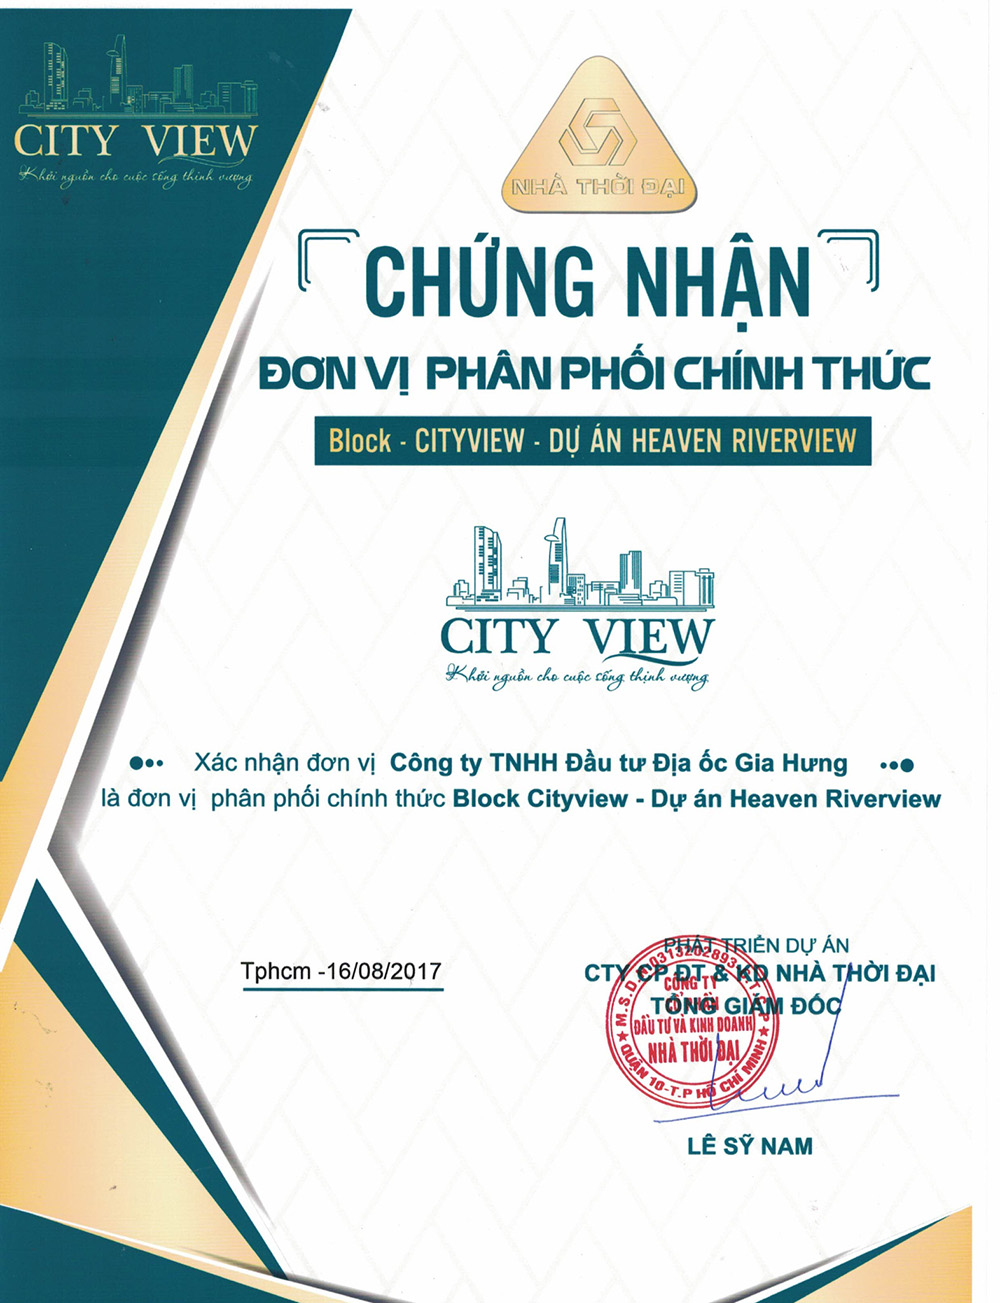 CITY VIEW
Khởi nguồn cho cuộc sống thịnh vượng
NHÀ THỜI ĐẠI
CHỨNG NHẬN
ĐƠN VỊ PHÂN PHỐI CHÍNH THỨC
Block - CITYVIEW - DỰ ÁN HEAVEN RIVERVIEW
CITY VIEW
Khởi nguồn cho cuộc sống thịnh vượng
Xác nhận đơn vị Công ty TNHH Đầu tư Địa ốc Gia Hưng
là đơn vị phân phối chính thức Block Cityview - Dự án Heaven Riverview
Tphcm -16/08/2017
PHÁT TRIỂN DỰ ÁN
CTY CP ĐT & KD NHÀ THỜI ĐẠI
TỔNG GIÁM ĐỐC
M.S.D.N:0313202893
C.T.C.P
CÔNG TY
CỔ PHẦN
ĐẦU TƯ VÀ KINH DOANH
NHÀ THỜI ĐẠI
QUẬN 10-T.P HỒ CHÍ MINH
LÊ SỸ NAM